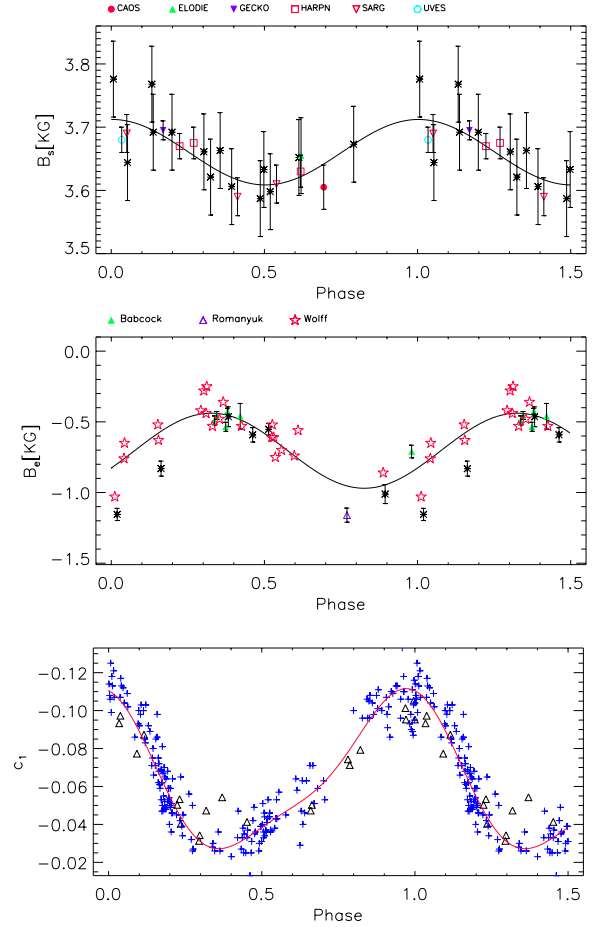 CAOS ELODIE GECKO HARPN SARG UVES
3.8
3.7
3.6
3.5
Bs[KG]
0.0 0.5 1.0 1.5
Phase
Babcock Romanyuk Wolff
0.0
−0.5
−1.0
−1.5
Be[KG]
0.0 0.5 1.0 1.5
Phase
−0.12
−0.10
−0.08
−0.06
−0.04
−0.02
c1
0.0 0.5 1.0 1.5
Phase